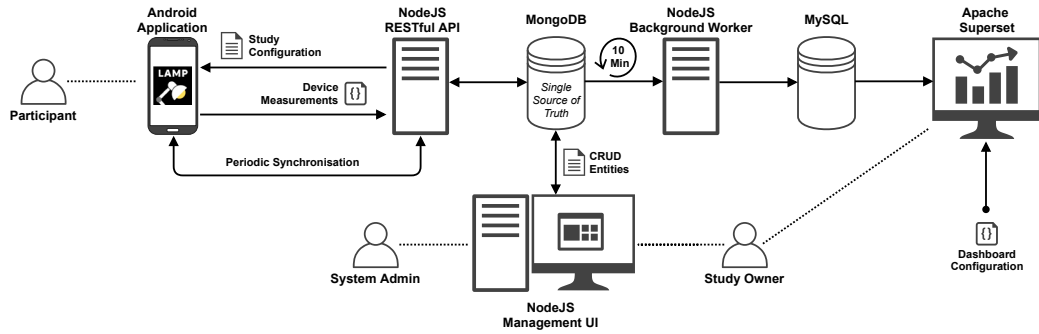 Android
Application
NodeJS
RESTful API
MongoDB
NodeJS
Background Worker
MySQL
Apache
Superset
Study
Configuration
LAMP
Device
Measurements
{}
Participant
Periodic Synchronisation
Single
Source of
Truth
10
Min
CRUD
Entities
System Admin
NodeJS
Management UI
Study Owner
{}
Dashboard
Configuration